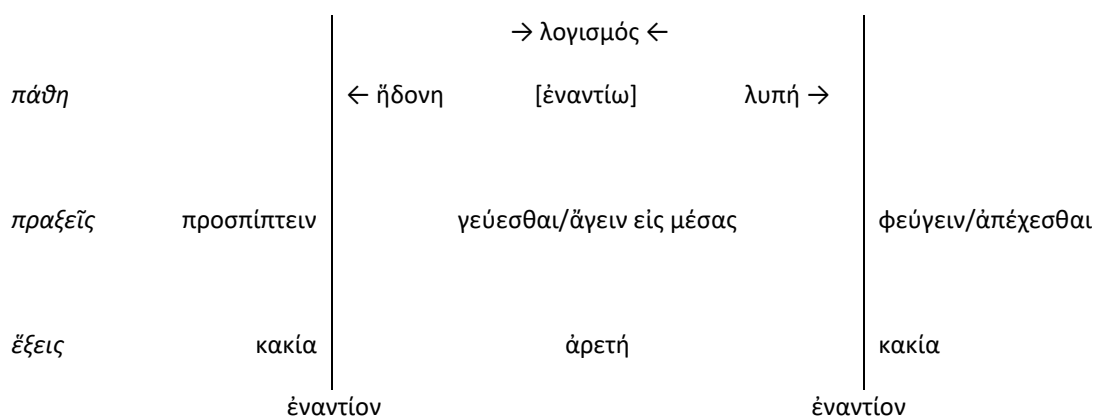 → λογισμός ←
πάθη ← ἥδονη [ἐναντίω] λυπή →
πραξεῖς προσπίπτειν γεύεσθαι/ἄγειν εἰς μέσας φεύγειν/ἀπέχεσθαι
ἕξεις κακία ἀρετή κακία
ἐναντίον ἐναντίον